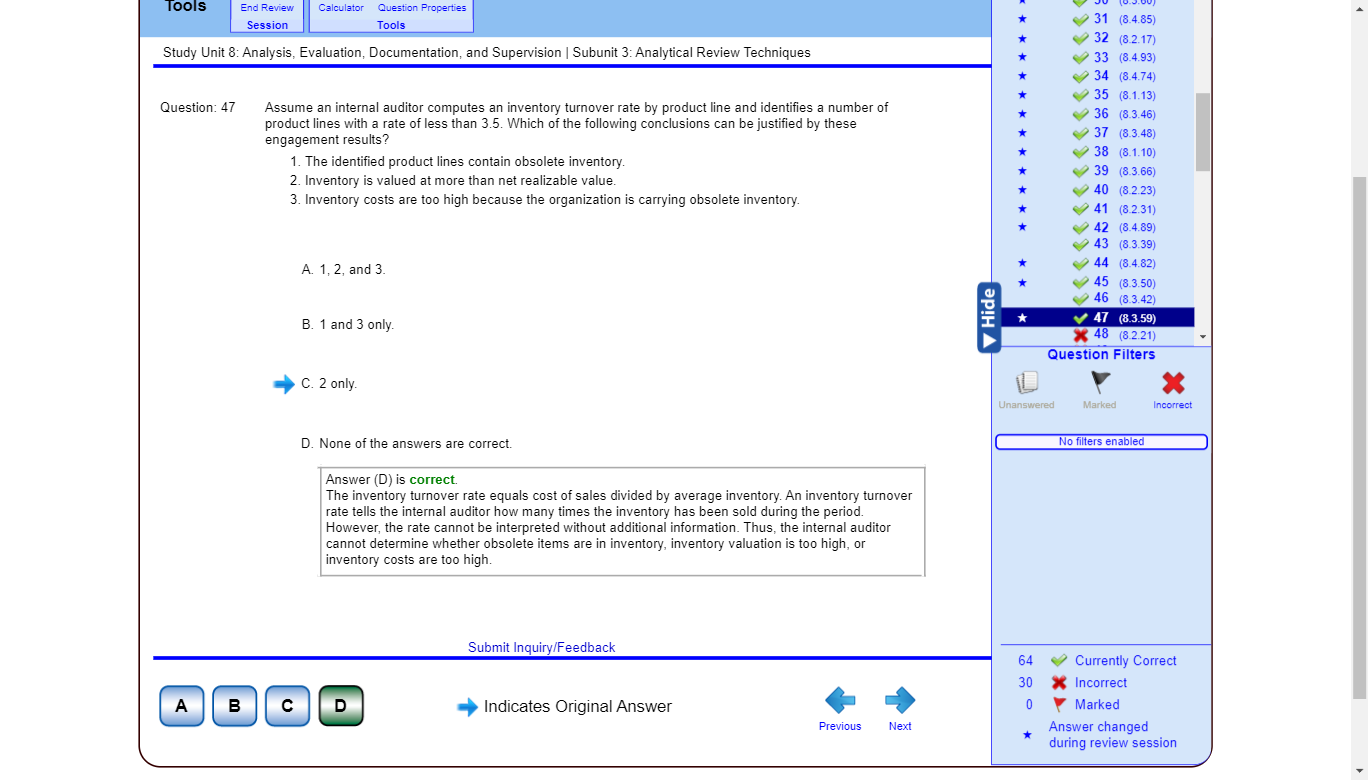 Tools
End Review
Session
Calculator Question Properties
Tools
Study Unit 8: Analysis, Evaluation, Documentation, and Supervision | Subunit 3: Analytical Review Techniques
Question: 47
Assume an internal auditor computes an inventory turnover rate by product line and identifies a number of
product lines with a rate of less than 3.5. Which of the following conclusions can be justified by these
engagement results?
1. The identified product lines contain obsolete inventory.
2. Inventory is valued at more than net realizable value.
3. Inventory costs are too high because the organization is carrying obsolete inventory.
A. 1, 2, and 3.
B. 1 and 3 only.
C. 2 only.
D. None of the answers are correct.
Answer (D) is correct.
The inventory turnover rate equals cost of sales divided by average inventory. An inventory turnover
rate tells the internal auditor how many times the inventory has been sold during the period.
However, the rate cannot be interpreted without additional information. Thus, the internal auditor
cannot determine whether obsolete items are in inventory, inventory valuation is too high, or
inventory costs are too high.
Submit Inquiry/Feedback
A B C D
Indicates Original Answer
Previous
Next
30 (8.3.60)
31 (8.4.85)
32 (8.2.17)
33 (8.4.93)
34 (8.4.74)
35 (8.1.13)
36 (8.3.46)
37 (8.3.48)
38 (8.1.10)
39 (8.3.66)
40 (8.2.23)
41 (8.2.31)
42 (8.4.89)
43 (8.3.39)
44 (8.4.82)
45 (8.3.50)
46 (8.3.42)
47 (8.3.59)
48 (8.2.21)
Hide
Question Filters
Unanswered
Marked
Incorrect
No filters enabled
64 Currently Correct
30 Incorrect
0 Marked
Answer changed
during review session